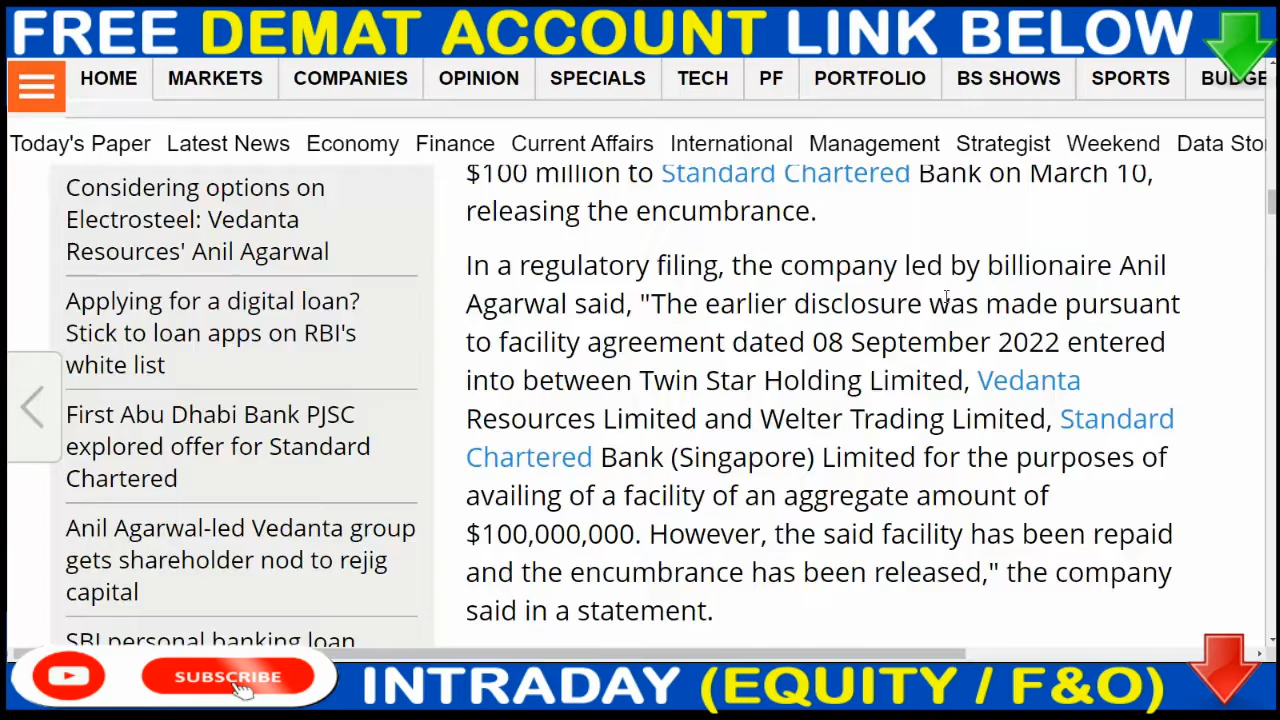 FREE DEMAT ACCOUNT LINK BELOW
HOME MARKETS COMPANIES OPINION SPECIALS TECH PF PORTFOLIO BS SHOWS SPORTS BUDGE
Today's Paper Latest News Economy Finance Current Affairs International Management Strategist Weekend Data Sto
Considering options on
Electrosteel: Vedanta
Resources' Anil Agarwal
Applying for a digital loan?
Stick to loan apps on RBI's
white list
First Abu Dhabi Bank PJSC
explored offer for Standard
Chartered
Anil Agarwal-led Vedanta group
gets shareholder nod to rejig
capital
SBI personal banking loan
$100 million to Standard Chartered Bank on March 10,
releasing the encumbrance.
In a regulatory filing, the company led by billionaire Anil
Agarwal said, "The earlier disclosure was made pursuant
to facility agreement dated 08 September 2022 entered
into between Twin Star Holding Limited, Vedanta
Resources Limited and Welter Trading Limited, Standard
Chartered Bank (Singapore) Limited for the purposes of
availing of a facility of an aggregate amount of
$100,000,000. However, the said facility has been repaid
and the encumbrance has been released," the company
said in a statement.
SUBSCRIBE
INTRADAY (EQUITY / F&O)